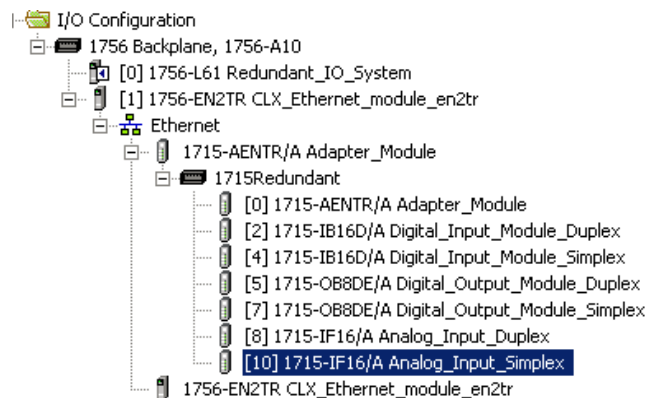 I/O Configuration
1756 Backplane, 1756-A10
[0] 1756-L61 Redundant_IO_System
[1] 1756-EN2TR CLX_Ethernet_module_en2tr
Ethernet
1715-AENTR/A Adapter_Module
1715Redundant
[0] 1715-AENTR/A Adapter_Module
[2] 1715-IB16D/A Digital_Input_Module_Duplex
[4] 1715-IB16D/A Digital_Input_Module_Simplex
[5] 1715-OB8DE/A Digital_Output_Module_Duplex
[7] 1715-OB8DE/A Digital_Output_Module_Simplex
[8] 1715-IF16/A Analog_Input_Duplex
[10] 1715-IF16/A Analog_Input_Simplex
1756-EN2TR CLX_Ethernet_module_en2tr